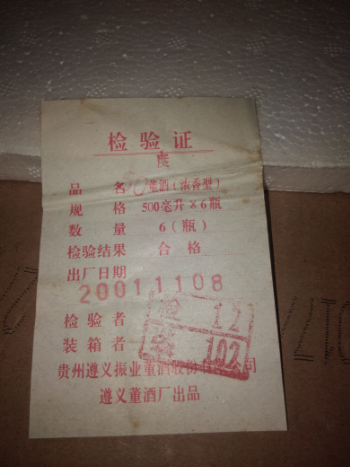 检验证
度
品 名 董酒(浓香型)
规 格 500毫升×6瓶
数 量 6(瓶)
检验结果 合格
出厂日期
20011108
检验者 12
装箱者 102
贵州遵义振业董酒股份有限公司
遵义董酒厂出品